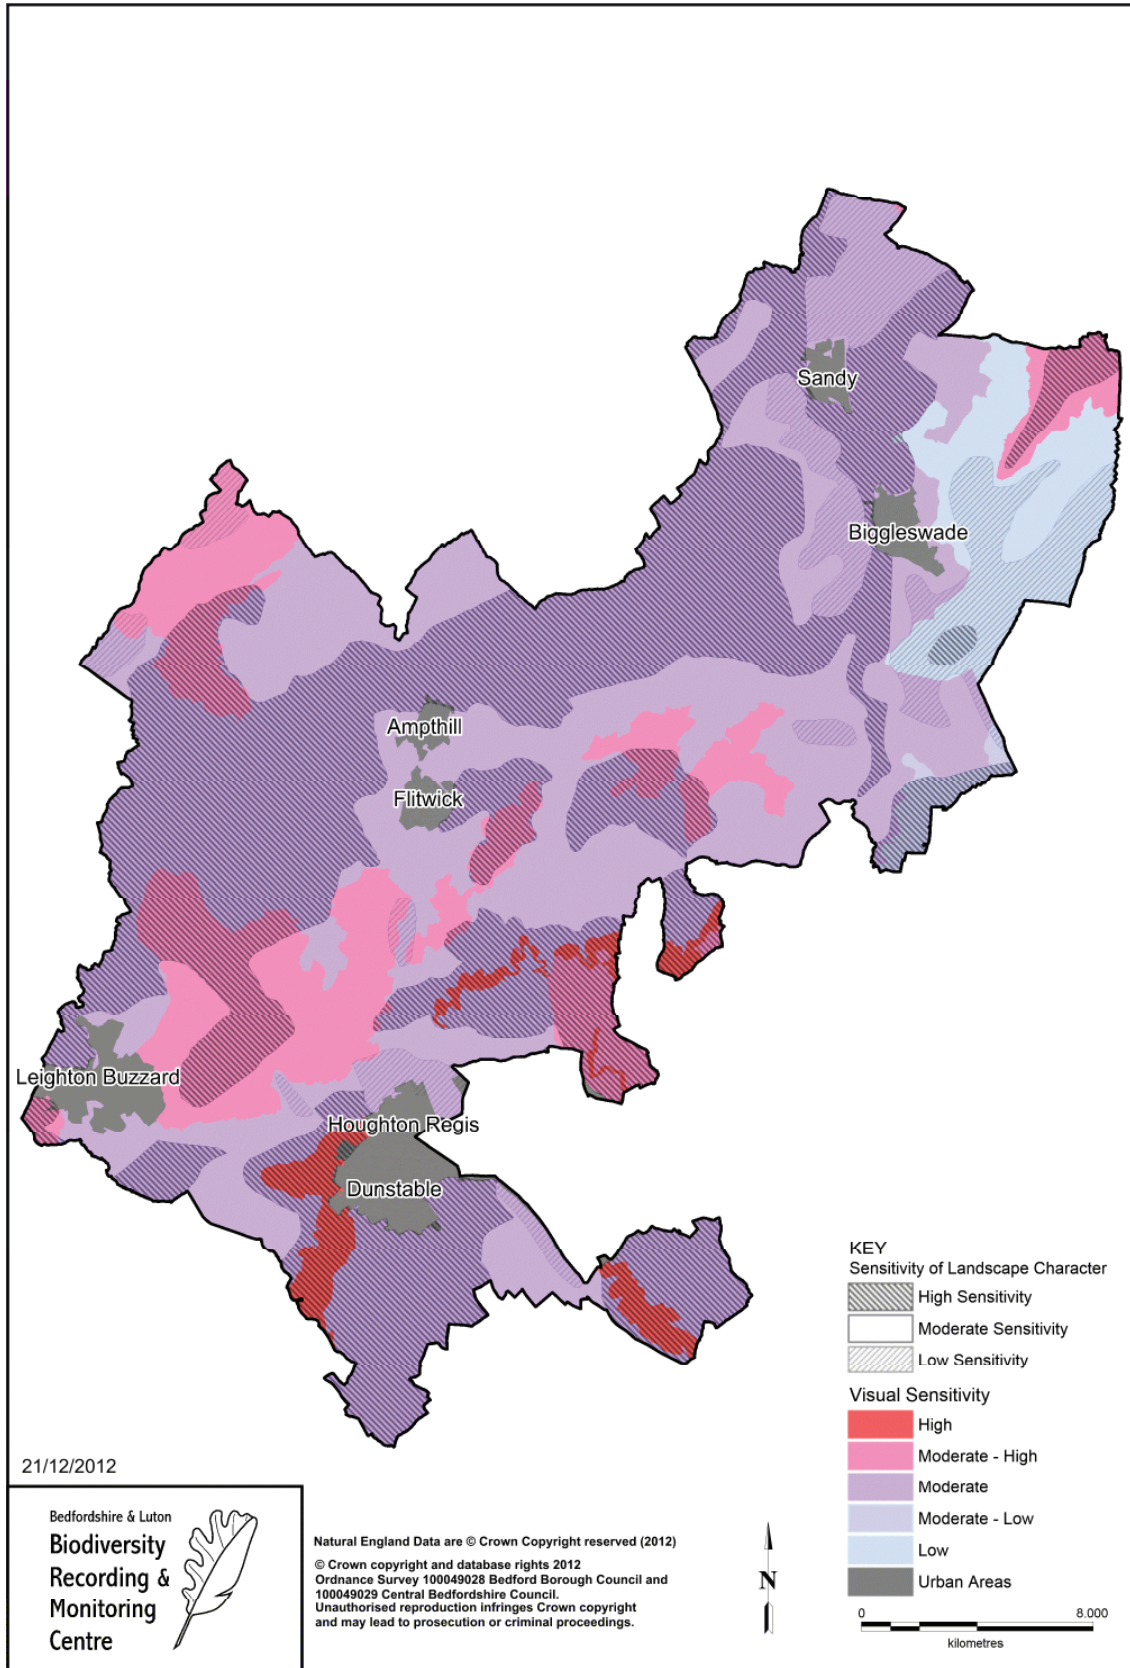 Sandy
Biggleswade
Ampthill
Flitwick
Leighton Buzzard
Houghton Regis
Dunstable
KEY
Sensitivity of Landscape Character
High Sensitivity
Moderate Sensitivity
Low Sensitivity
Visual Sensitivity
High
Moderate - High
Moderate
Moderate - Low
Low
Urban Areas
21/12/2012
Bedfordshire & Luton
Biodiversity
Recording &
Monitoring
Centre
Natural England Data are © Crown Copyright reserved (2012)
© Crown copyright and database rights 2012
Ordnance Survey 100049028 Bedford Borough Council and
100049029 Central Bedfordshire Council.
Unauthorised reproduction infringes Crown copyright
and may lead to prosecution or criminal proceedings.
N
0 8.000
kilometres